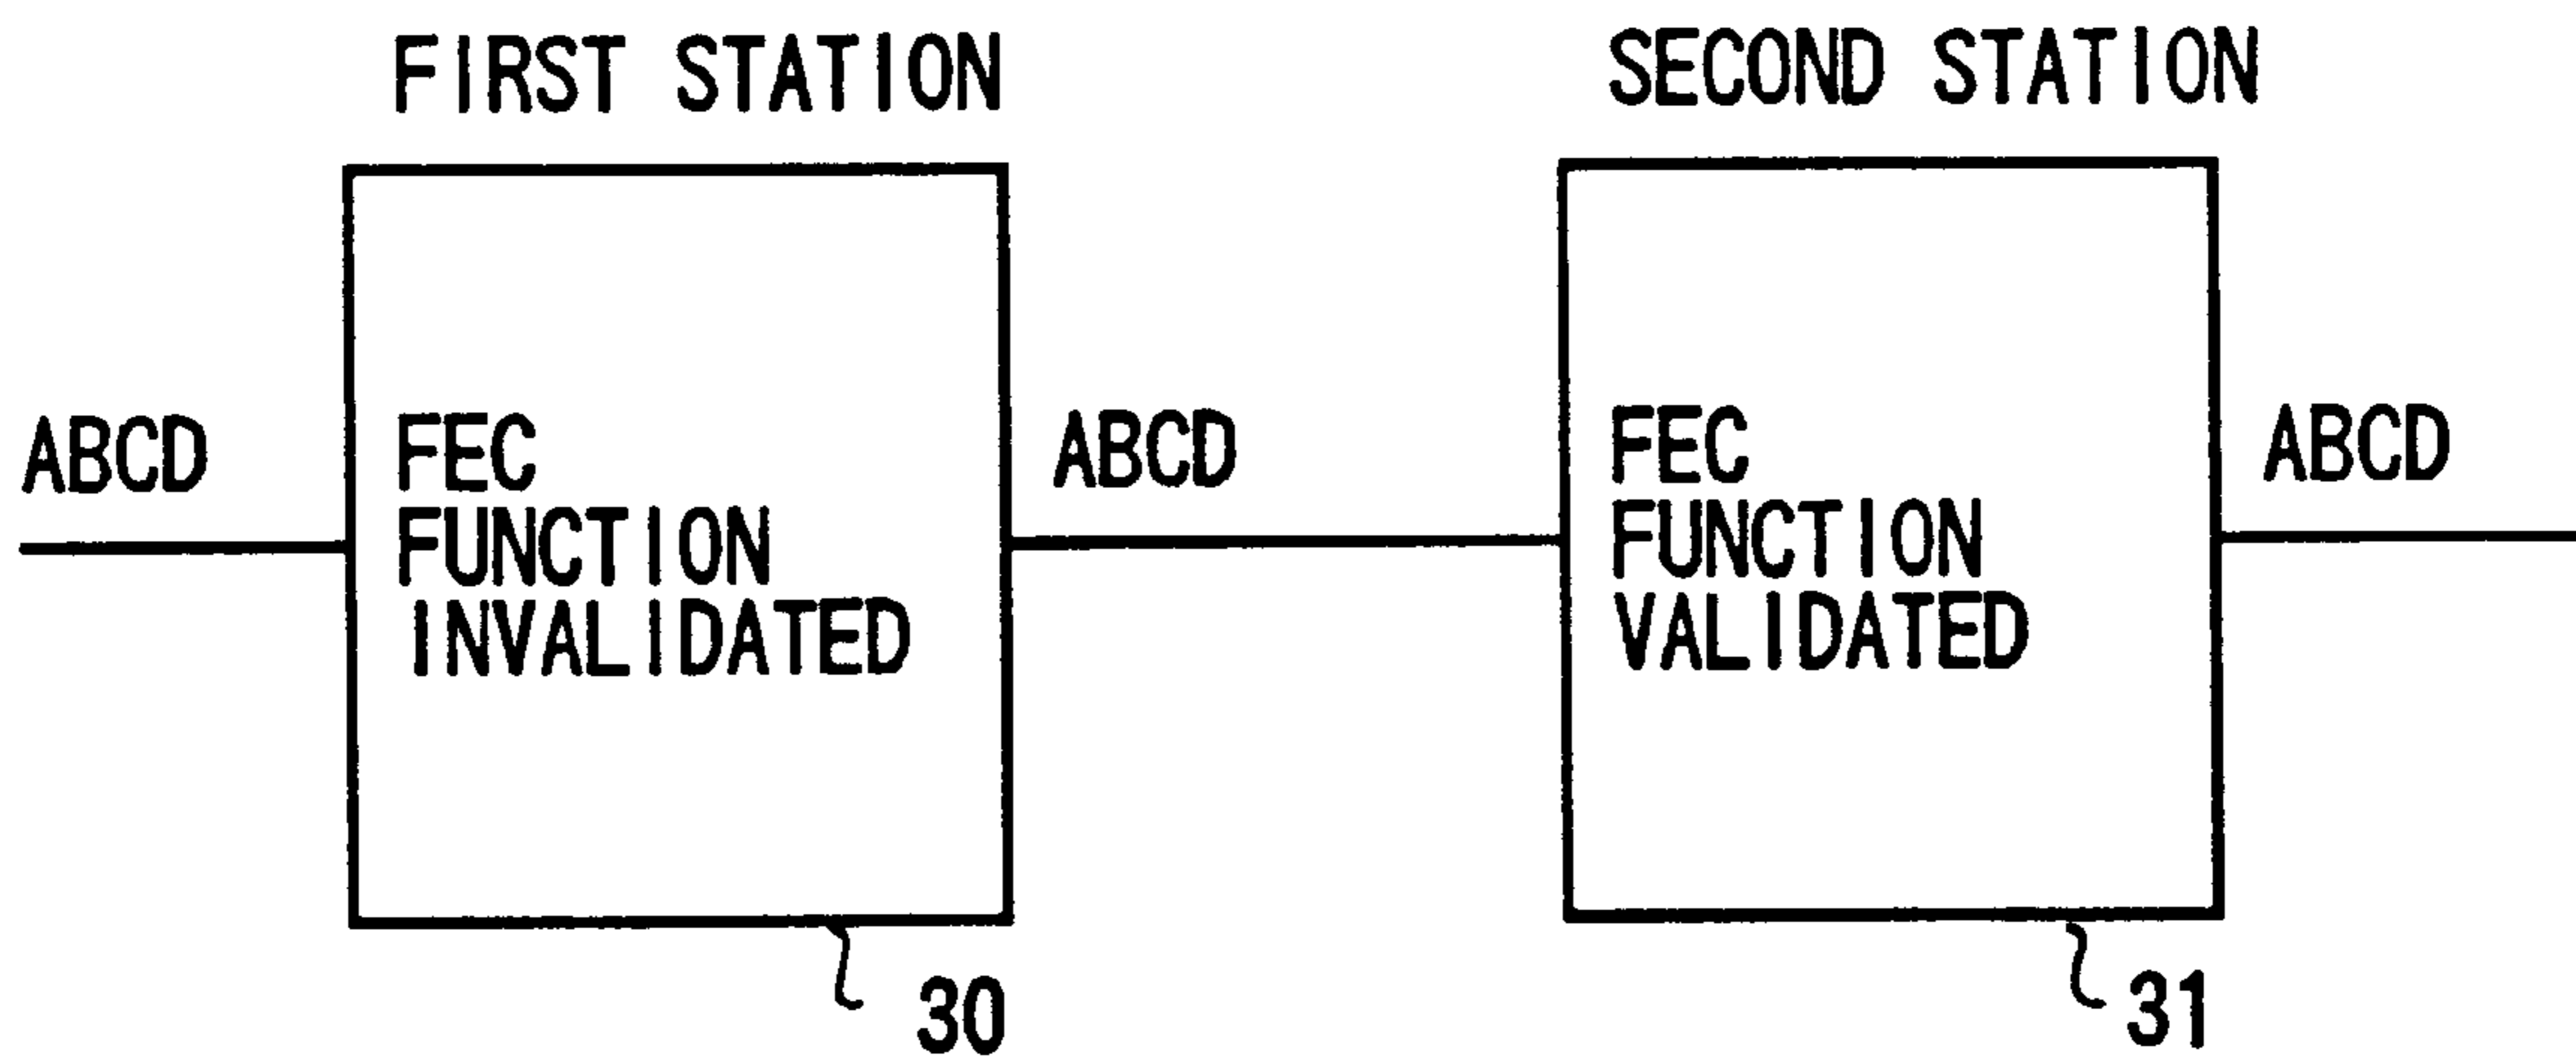 FIRST STATION
SECOND STATION
ABCD
FEC
FUNCTION
INVALIDATED
ABCD
FEC
FUNCTION
VALIDATED
ABCD
30
31